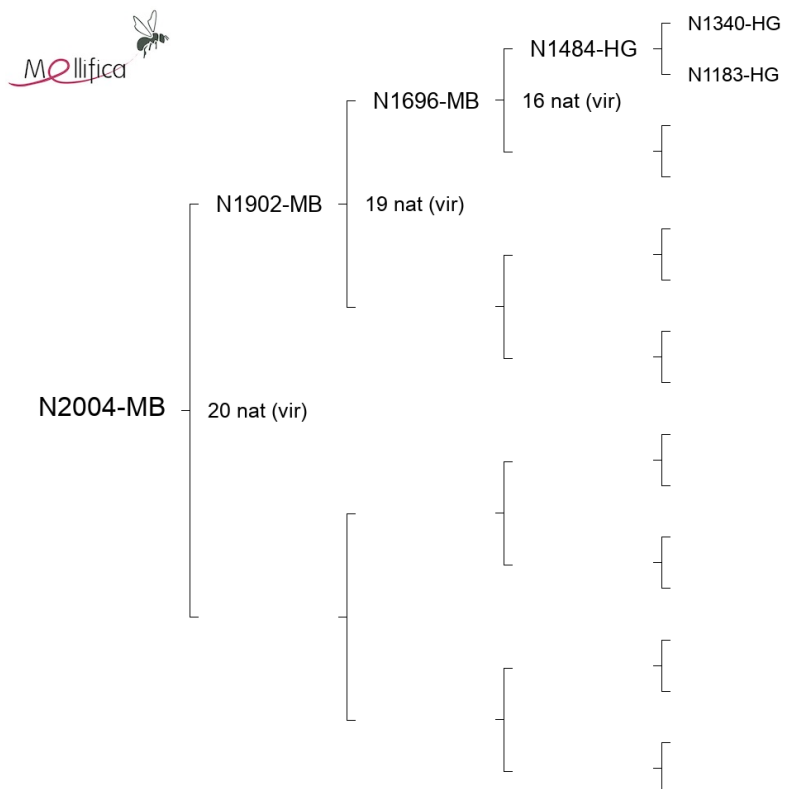 Mellifica
N1340-HG
N1484-HG
N1183-HG
N1696-MB
16 nat (vir)
N1902-MB
19 nat (vir)
N2004-MB
20 nat (vir)